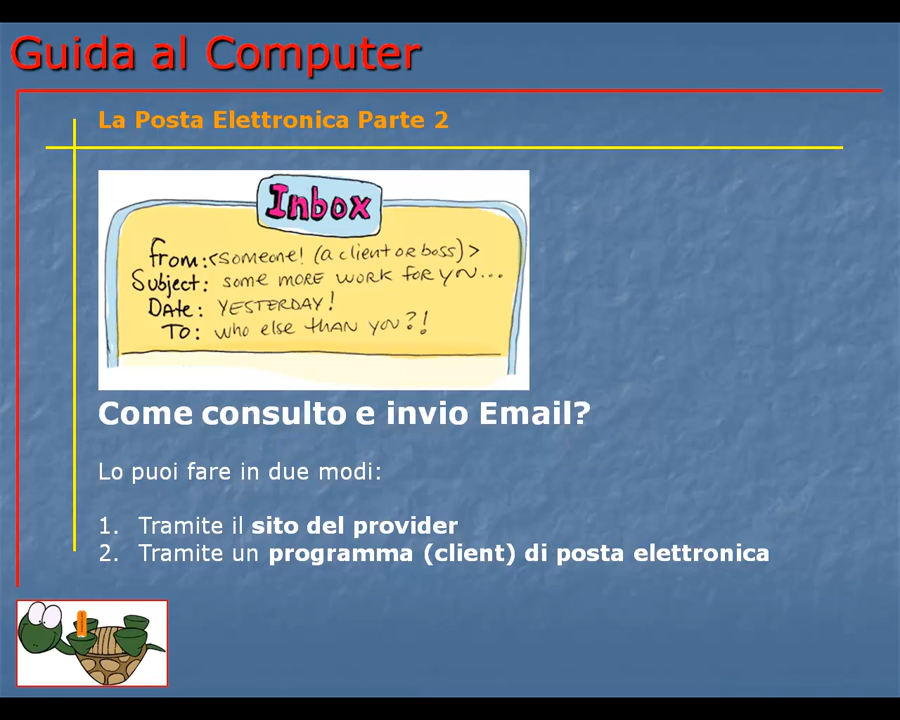 Guida al Computer
La Posta Elettronica Parte 2
Inbox
From: <someone! (a client or boss)>
Subject: some MORE WORK FOR YOU...
Date: YESTERDAY!
To: who else THAN YOU?!
Come consulto e invio Email?
Lo puoi fare in due modi:
1. Tramite il sito del provider
2. Tramite un programma (client) di posta elettronica